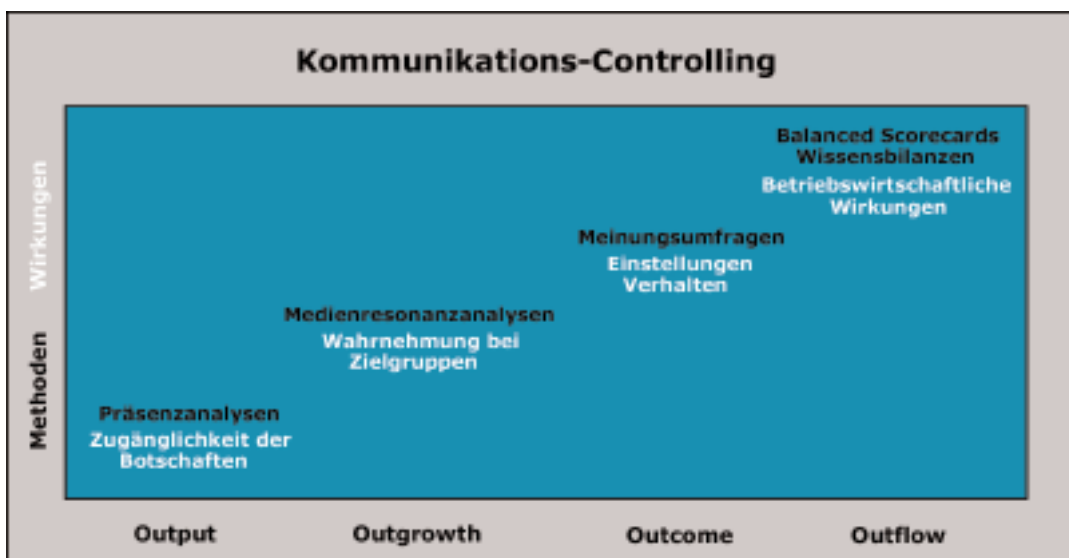 Kommunikations-Controlling
Wirkungen
Methoden
Balanced Scorecards
Wissensbilanzen
Betriebswirtschaftliche
Wirkungen
Meinungsumfragen
Einstellungen
Verhalten
Medienresonanzanalysen
Wahrnehmung bei
Zielgruppen
Präsenzanalysen
Zugänglichkeit der
Botschaften
Output
Outgrowth
Outcome
Outflow